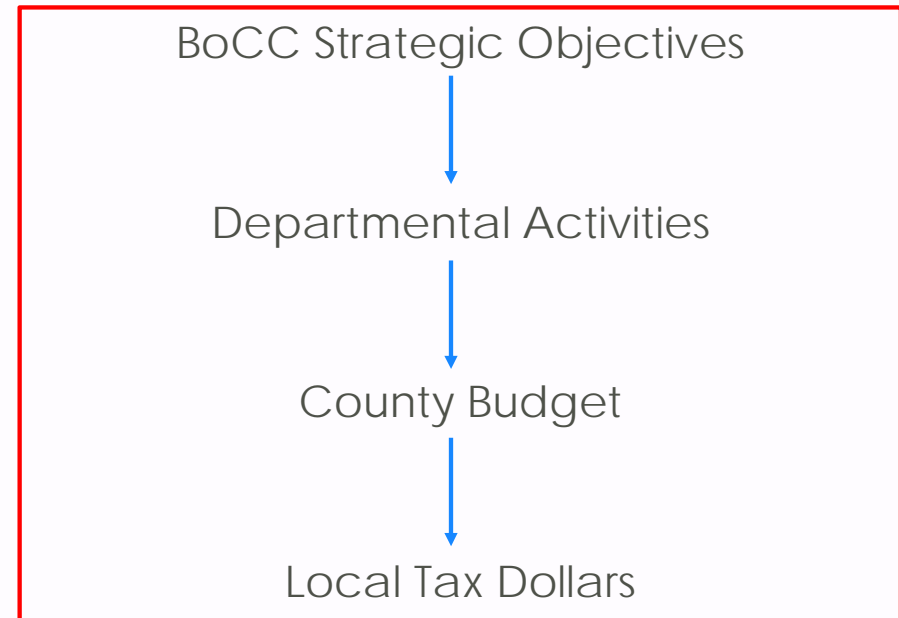 BoCC Strategic Objectives
Departmental Activities
County Budget
Local Tax Dollars